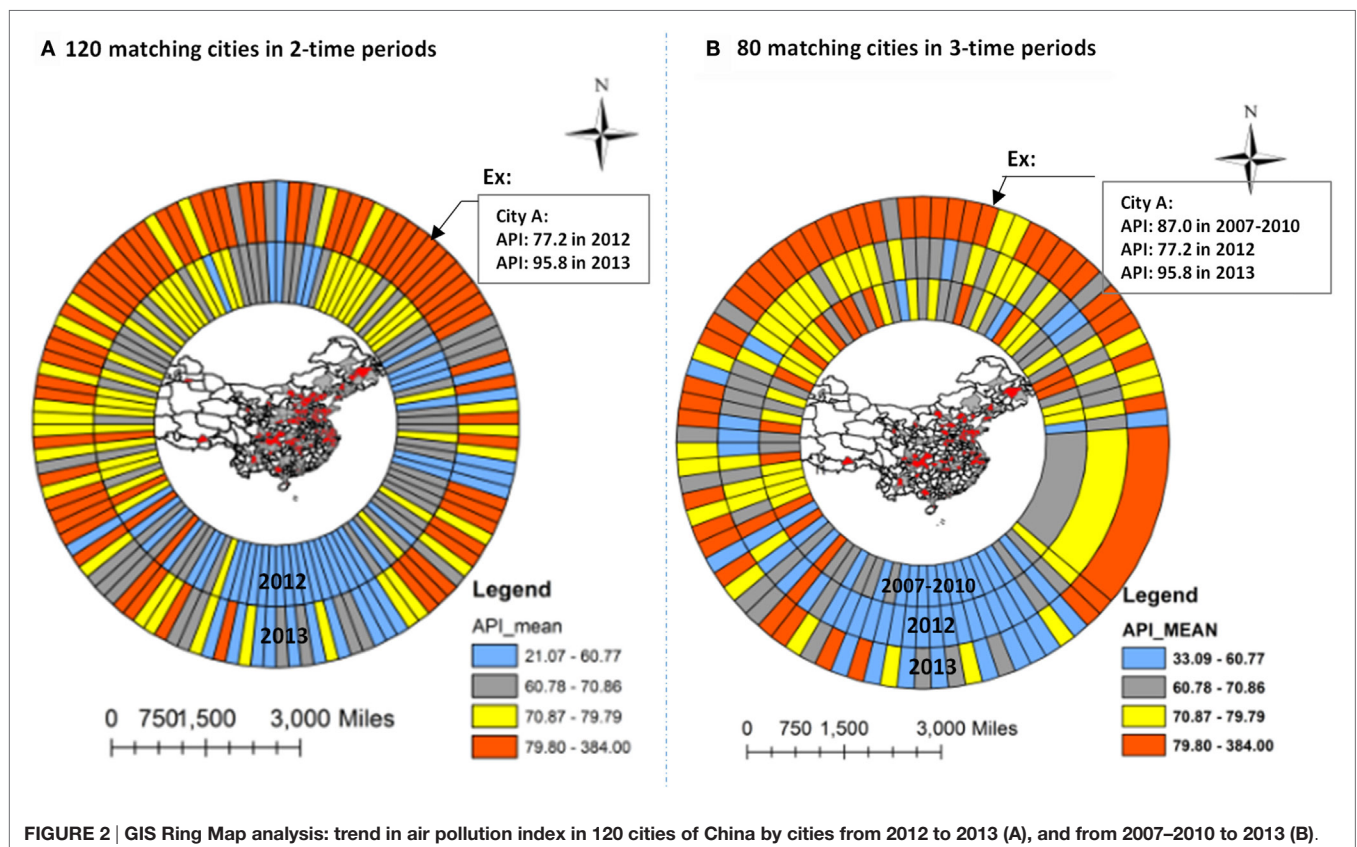 A 120 matching cities in 2-time periods
N
Ex:
City A:
API: 77.2 in 2012
API: 95.8 in 2013
2012
2013
Legend
API_mean
21.07 - 60.77
60.78 - 70.86
70.87 - 79.79
79.80 - 384.00
0 7501,500 3,000 Miles
B 80 matching cities in 3-time periods
N
Ex:
City A:
API: 87.0 in 2007-2010
API: 77.2 in 2012
API: 95.8 in 2013
2007-2010
2012
2013
Legend
API_MEAN
33.09 - 60.77
60.78 - 70.86
70.87 - 79.79
79.80 - 384.00
0 750 1,500 3,000 Miles
FIGURE 2 | GIS Ring Map analysis: trend in air pollution index in 120 cities of China by cities from 2012 to 2013 (A), and from 2007–2010 to 2013 (B).